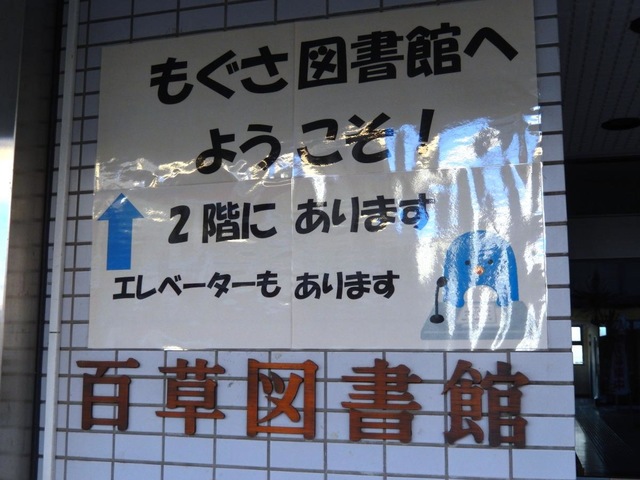 もぐさ図書館へ
ようこそ！
2階に あります
エレベーターも あります
百草図書館